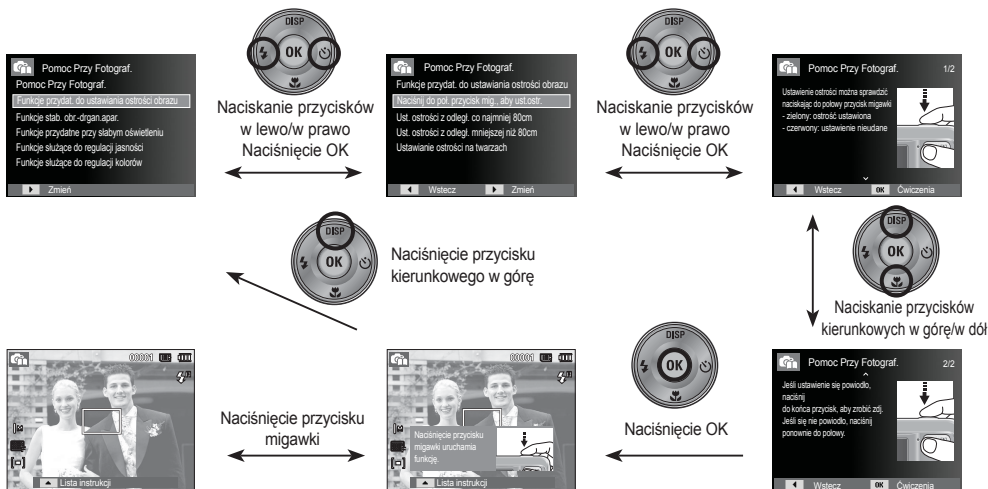 DISP
OK
Naciskanie przycisków
w lewo/w prawo
Naciśnięcie OK
DISP
OK
Naciskanie przycisków
w lewo/w prawo
Naciśnięcie OK
Pomoc Przy Fotograf.
Pomoc Przy Fotograf.
Funkcje przydat. do ustawiania ostrości obrazu
Funkcje stab. obr.-drgan.apar.
Funkcje przydatne przy słabym oświetleniu
Funkcje służące do regulacji jasności
Funkcje służące do regulacji kolorów
Zmień
Pomoc Przy Fotograf.
Funkcje przydat. do ustawiania ostrości obrazu
Naciśnij do poł. przycisk mig., aby ust.ostr.
Ust. ostrości z odległ. co najmniej 80cm
Ust. ostrości z odległ. mniejszej niż 80cm
Ustawianie ostrości na twarzach
Wstecz
Zmień
Pomoc Przy Fotograf. 1/2
Ustawienie ostrości można sprawdzić
naciskając do połowy przycisk migawki
- zielony: ostrość ustawiona
- czerwony: ustawienie nieudane
Wstecz
OK Ćwiczenia
DISP
OK
Naciśnięcie przycisku
kierunkowego w górę
DISP
OK
Naciskanie przycisków
kierunkowych w górę/w dół
00001
Lista instrukcji
Naciśnięcie przycisku
migawki
00001
Naciśnięcie przycisku
migawki uruchamia
funkcję.
Lista instrukcji
DISP
OK
Naciśnięcie OK
Pomoc Przy Fotograf. 2/2
Jeśli ustawienie się powiodło,
naciśnij
do końca przycisk, aby zrobić zdj.
Jeśli się nie powiodło, naciśnij
ponownie do połowy.
Wstecz
OK Ćwiczenia